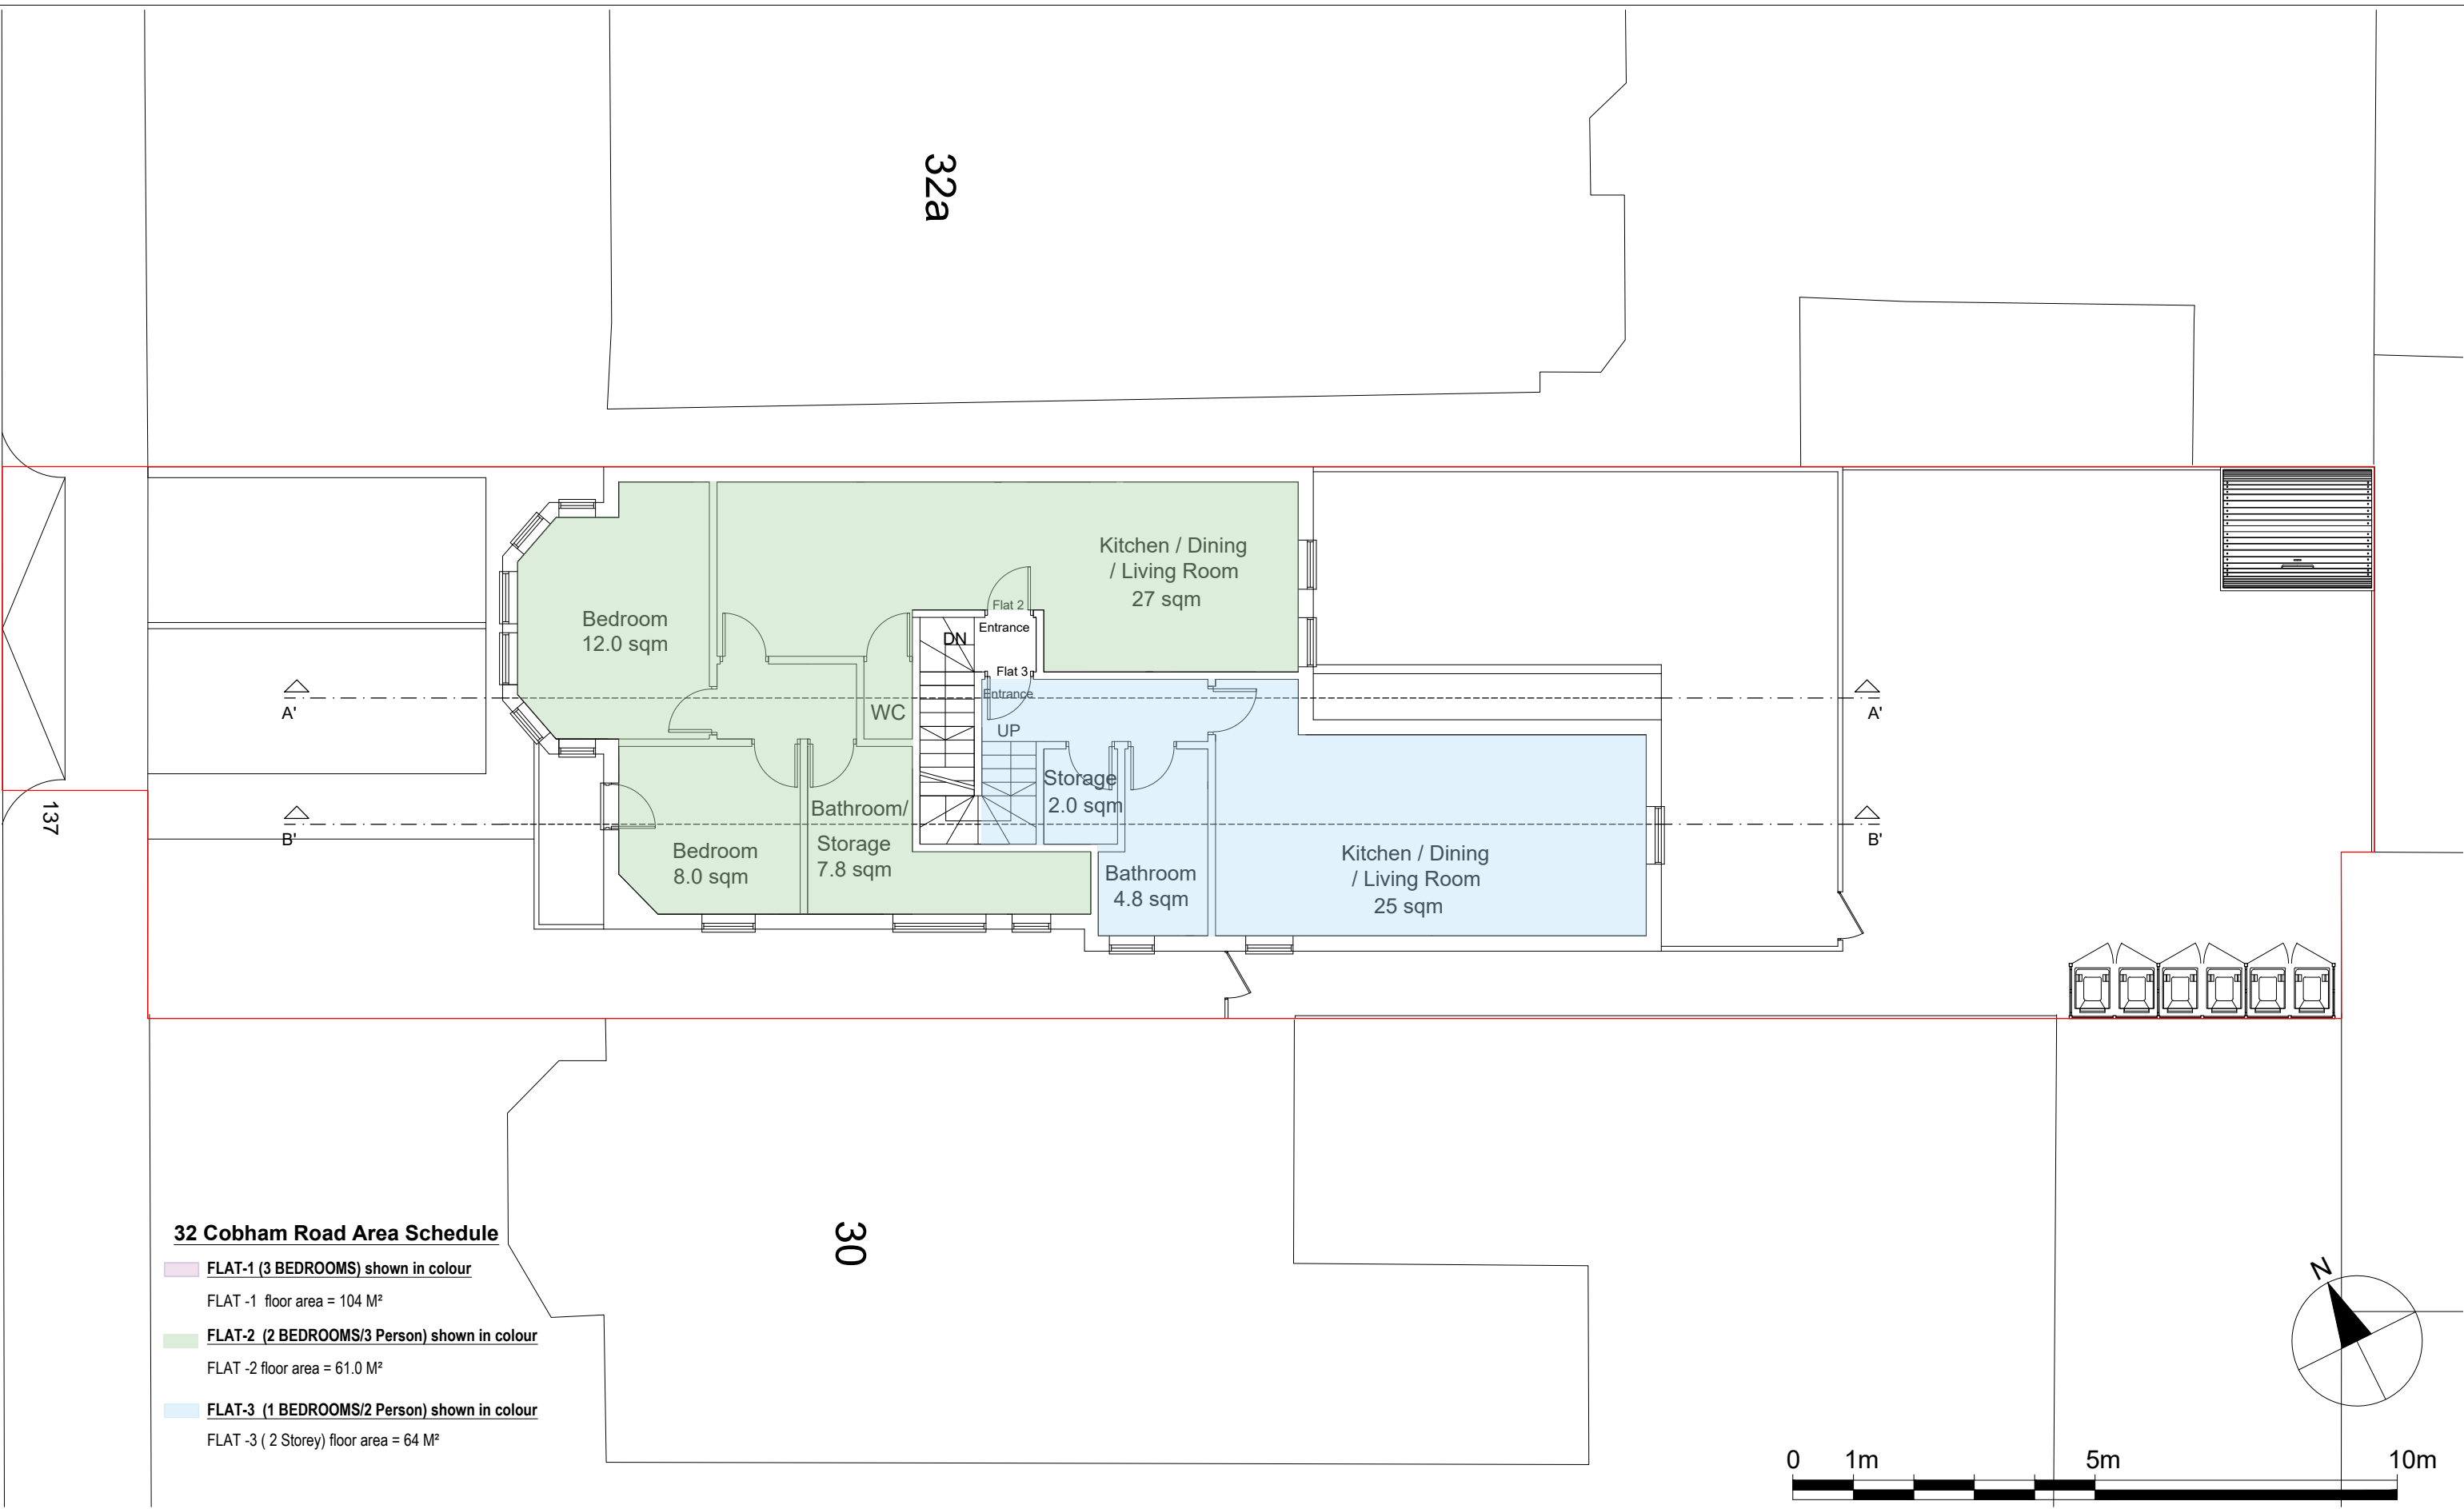 32a
Kitchen / Dining
/ Living Room
27 sqm
Bedroom
12.0 sqm
Flat 2
Entrance
DN
Flat 3
Entrance
A'
WC
UP
A'
137
B'
Storage
2.0 sqm
Bathroom/
Storage
7.8 sqm
Bedroom
8.0 sqm
Bathroom
4.8 sqm
Kitchen / Dining
/ Living Room
25 sqm
B'
30
32 Cobham Road Area Schedule
FLAT-1 (3 BEDROOMS) shown in colour
FLAT -1 floor area = 104 M²
FLAT-2 (2 BEDROOMS/3 Person) shown in colour
FLAT -2 floor area = 61.0 M²
FLAT-3 (1 BEDROOMS/2 Person) shown in colour
FLAT -3 ( 2 Storey) floor area = 64 M²
N
0 1m 5m 10m